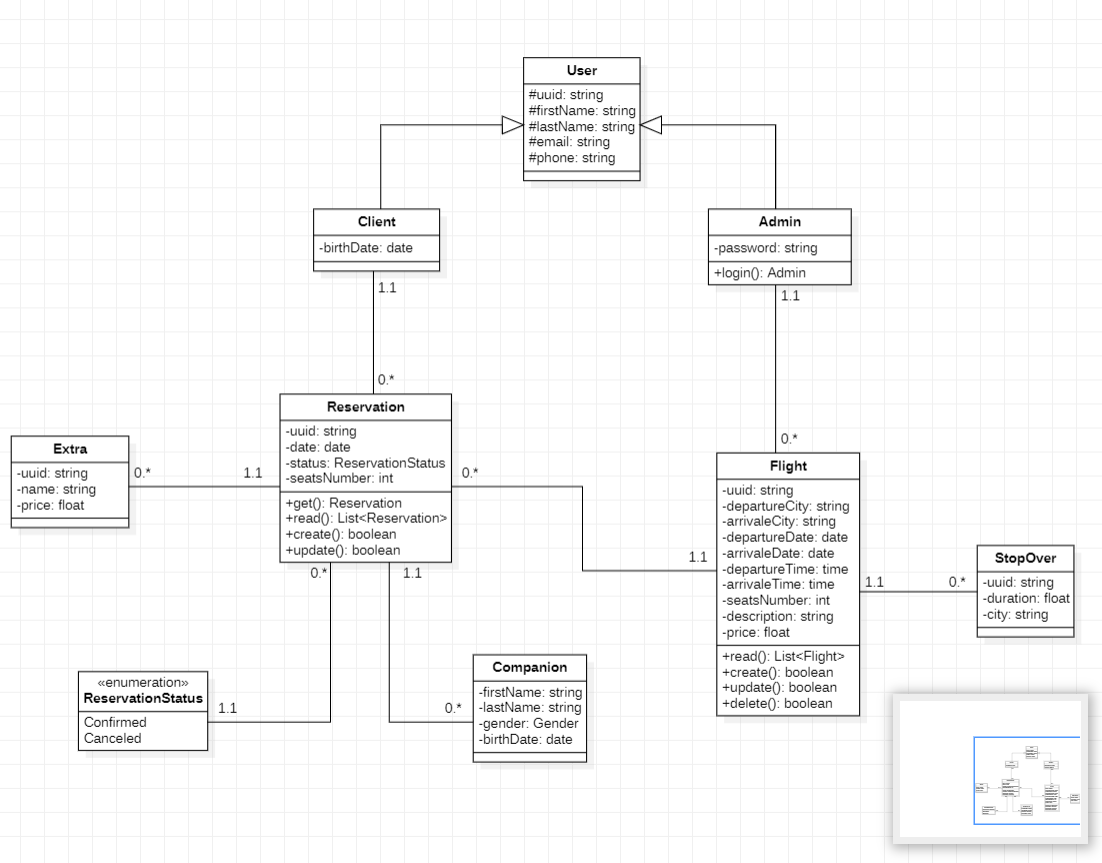 User
#uuid: string
#firstName: string
#lastName: string
#email: string
#phone: string
Client
-birthDate: date
1.1
Admin
-password: string
+login(): Admin
1.1
0.*
Reservation
-uuid: string
-date: date
-status: ReservationStatus
-seatsNumber: int
+get(): Reservation
+read(): List<Reservation>
+create(): boolean
+update(): boolean
Extra
-uuid: string
-name: string
-price: float
0.*
1.1
0.*
1.1
0.*
Flight
-uuid: string
-departureCity: string
-arrivaleCity: string
-departureDate: date
-arrivaleDate: date
-departureTime: time
-arrivaleTime: time
-seatsNumber: int
-description: string
-price: float
+read(): List<Flight>
+create(): boolean
+update(): boolean
+delete(): boolean
1.1
0.*
StopOver
-uuid: string
-duration: float
-city: string
0.*
1.1
«enumeration»
ReservationStatus
Confirmed
Canceled
1.1
0.*
Companion
-firstName: string
-lastName: string
-gender: Gender
-birthDate: date